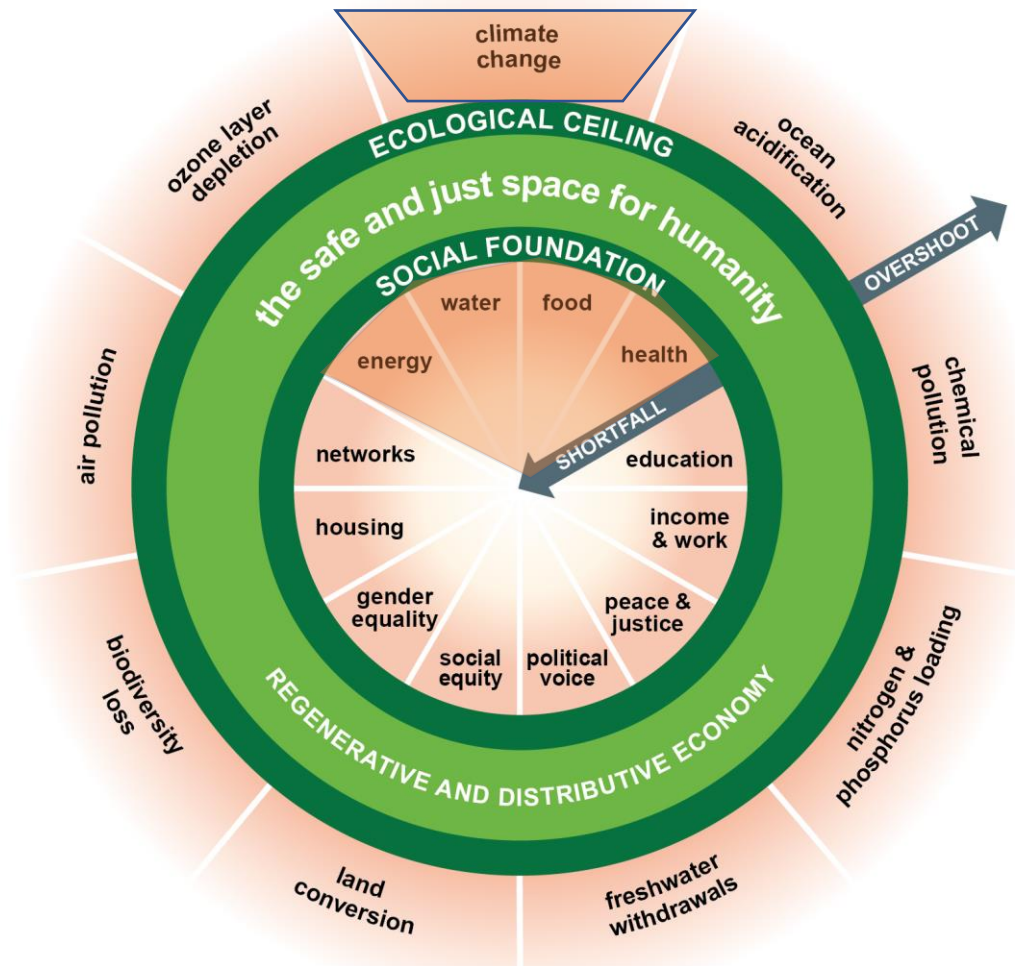 climate
change
ocean
acidification
chemical
pollution
nitrogen &
phosphorus loading
freshwater
withdrawals
land
conversion
biodiversity
loss
air pollution
ozone layer
depletion
OVERSHOOT
ECOLOGICAL CEILING
the safe and just space for humanity
SOCIAL FOUNDATION
water
food
energy
health
SHORTFALL
networks
education
housing
income
& work
gender
equality
peace &
justice
social
equity
political
voice
REGENERATIVE AND DISTRIBUTIVE ECONOMY